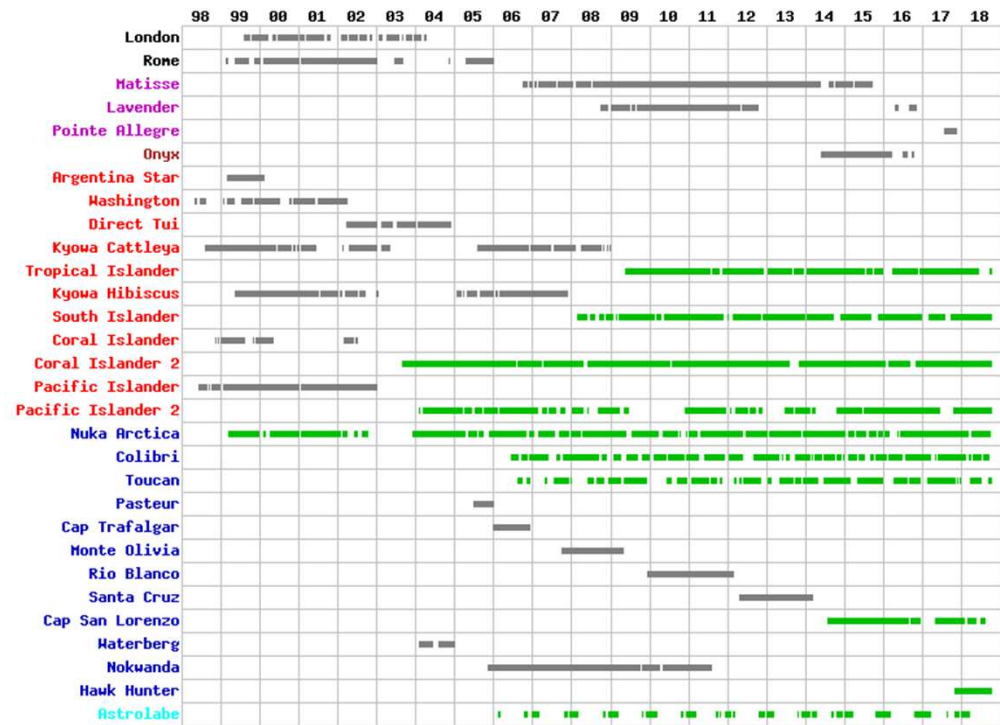 98 99 00 01 02 03 04 05 06 07 08 09 10 11 12 13 14 15 16 17 18
London
Rome
Matisse
Lavender
Pointe Allegre
Onyx
Argentina Star
Washington
Direct Tui
Kyowa Cattleya
Tropical Islander
Kyowa Hibiscus
South Islander
Coral Islander
Coral Islander 2
Pacific Islander
Pacific Islander 2
Nuka Arctica
Colibri
Toucan
Pasteur
Cap Trafalgar
Monte Olivia
Rio Blanco
Santa Cruz
Cap San Lorenzo
Waterberg
Nokwanda
Hawk Hunter
Astrolabe